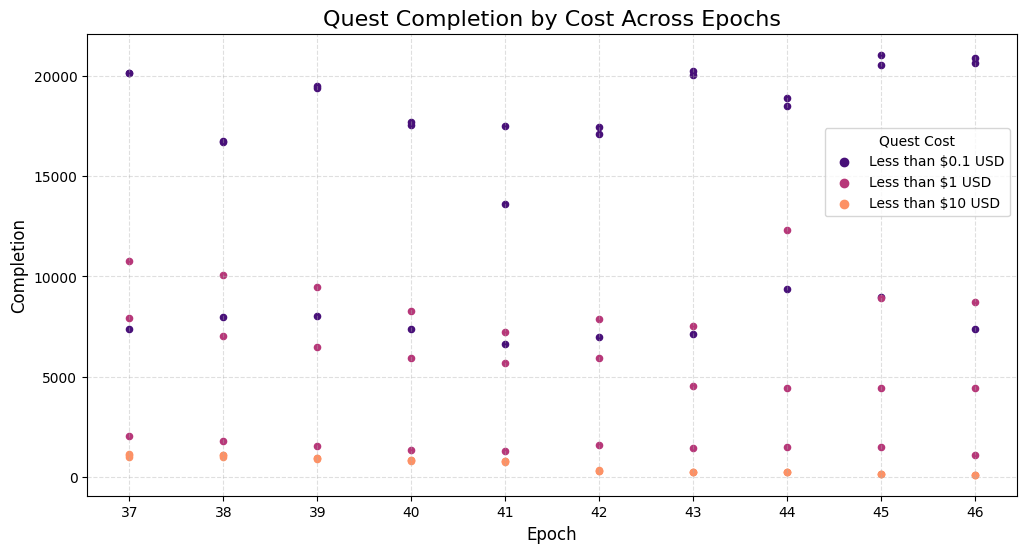 Quest Completion by Cost Across Epochs
Completion
20000
15000
10000
5000
0
Quest Cost
Less than $0.1 USD
Less than $1 USD
Less than $10 USD
37 38 39 40 41 42 43 44 45 46
Epoch